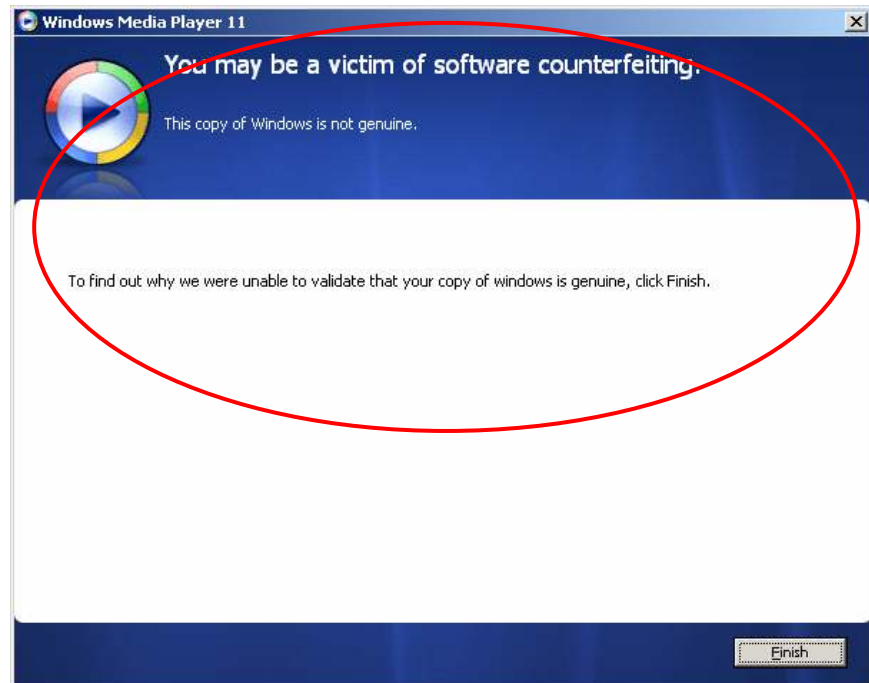 Windows Media Player 11
You may be a victim of software counterfeiting.
This copy of Windows is not genuine.
To find out why we were unable to validate that your copy of windows is genuine, click Finish.
Finish